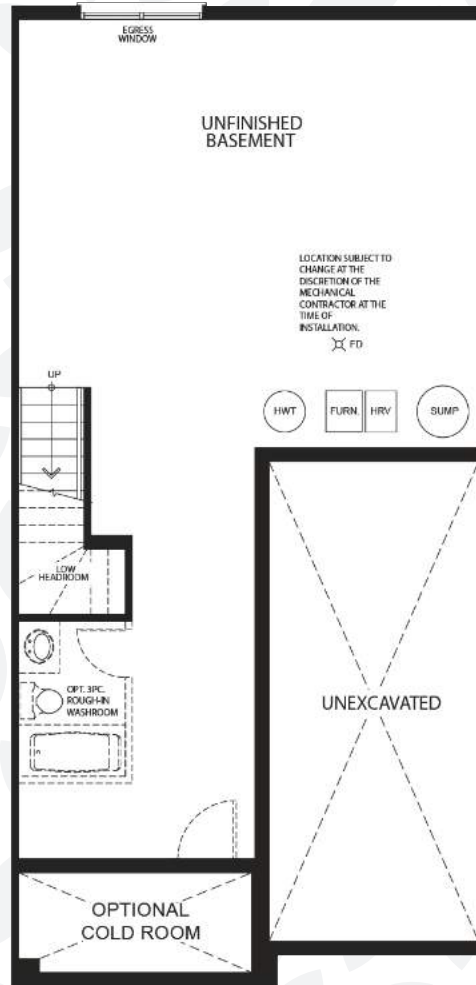 EGRESS
WINDOW
UNFINISHED
BASEMENT
LOCATION SUBJECT TO
CHANGE AT THE
DISCRETION OF THE
MECHANICAL
CONTRACTOR AT THE
TIME OF
INSTALLATION.
FD
UP
HWT
FURN.
HRV
SUMP
LOW
HEADROOM
OPT. 3PC.
ROUGH-IN
WASHROOM
UNEXCAVATED
OPTIONAL
COLD ROOM